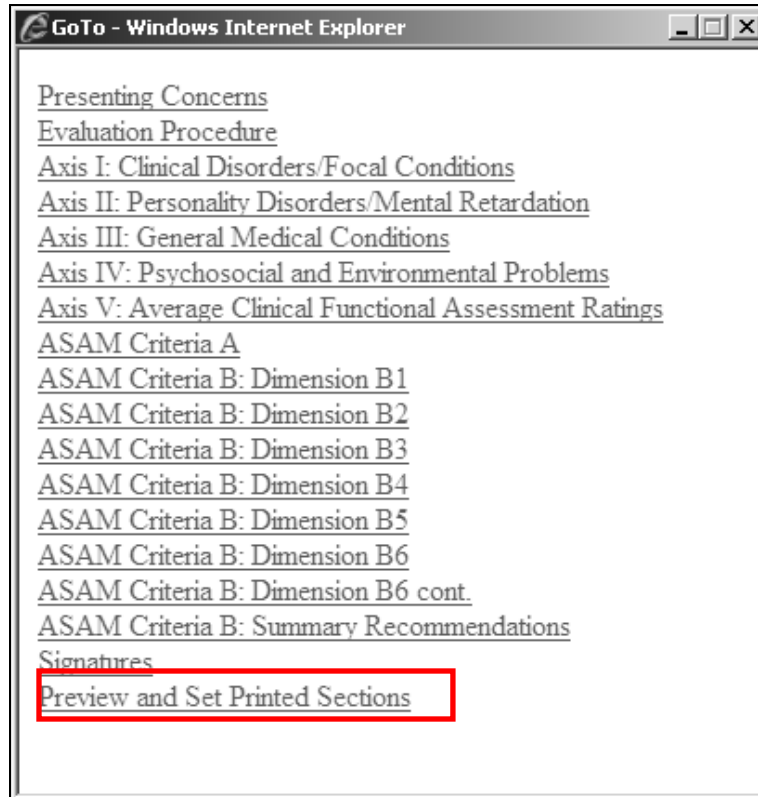 GoTo - Windows Internet Explorer
Presenting Concerns
Evaluation Procedure
Axis I: Clinical Disorders/Focal Conditions
Axis II: Personality Disorders/Mental Retardation
Axis III: General Medical Conditions
Axis IV: Psychosocial and Environmental Problems
Axis V: Average Clinical Functional Assessment Ratings
ASAM Criteria A
ASAM Criteria B: Dimension B1
ASAM Criteria B: Dimension B2
ASAM Criteria B: Dimension B3
ASAM Criteria B: Dimension B4
ASAM Criteria B: Dimension B5
ASAM Criteria B: Dimension B6
ASAM Criteria B: Dimension B6 cont.
ASAM Criteria B: Summary Recommendations
Signatures
Preview and Set Printed Sections